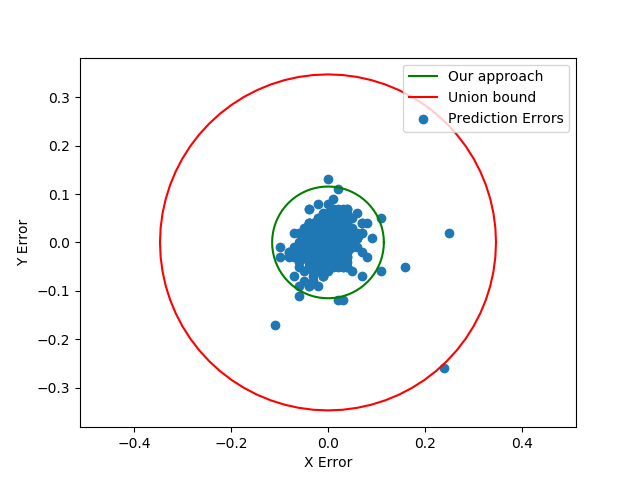 Our approach
Union bound
Prediction Errors
Y Error
0.3
0.2
0.1
0.0
−0.1
−0.2
−0.3
−0.4
−0.2
0.0
0.2
0.4
X Error